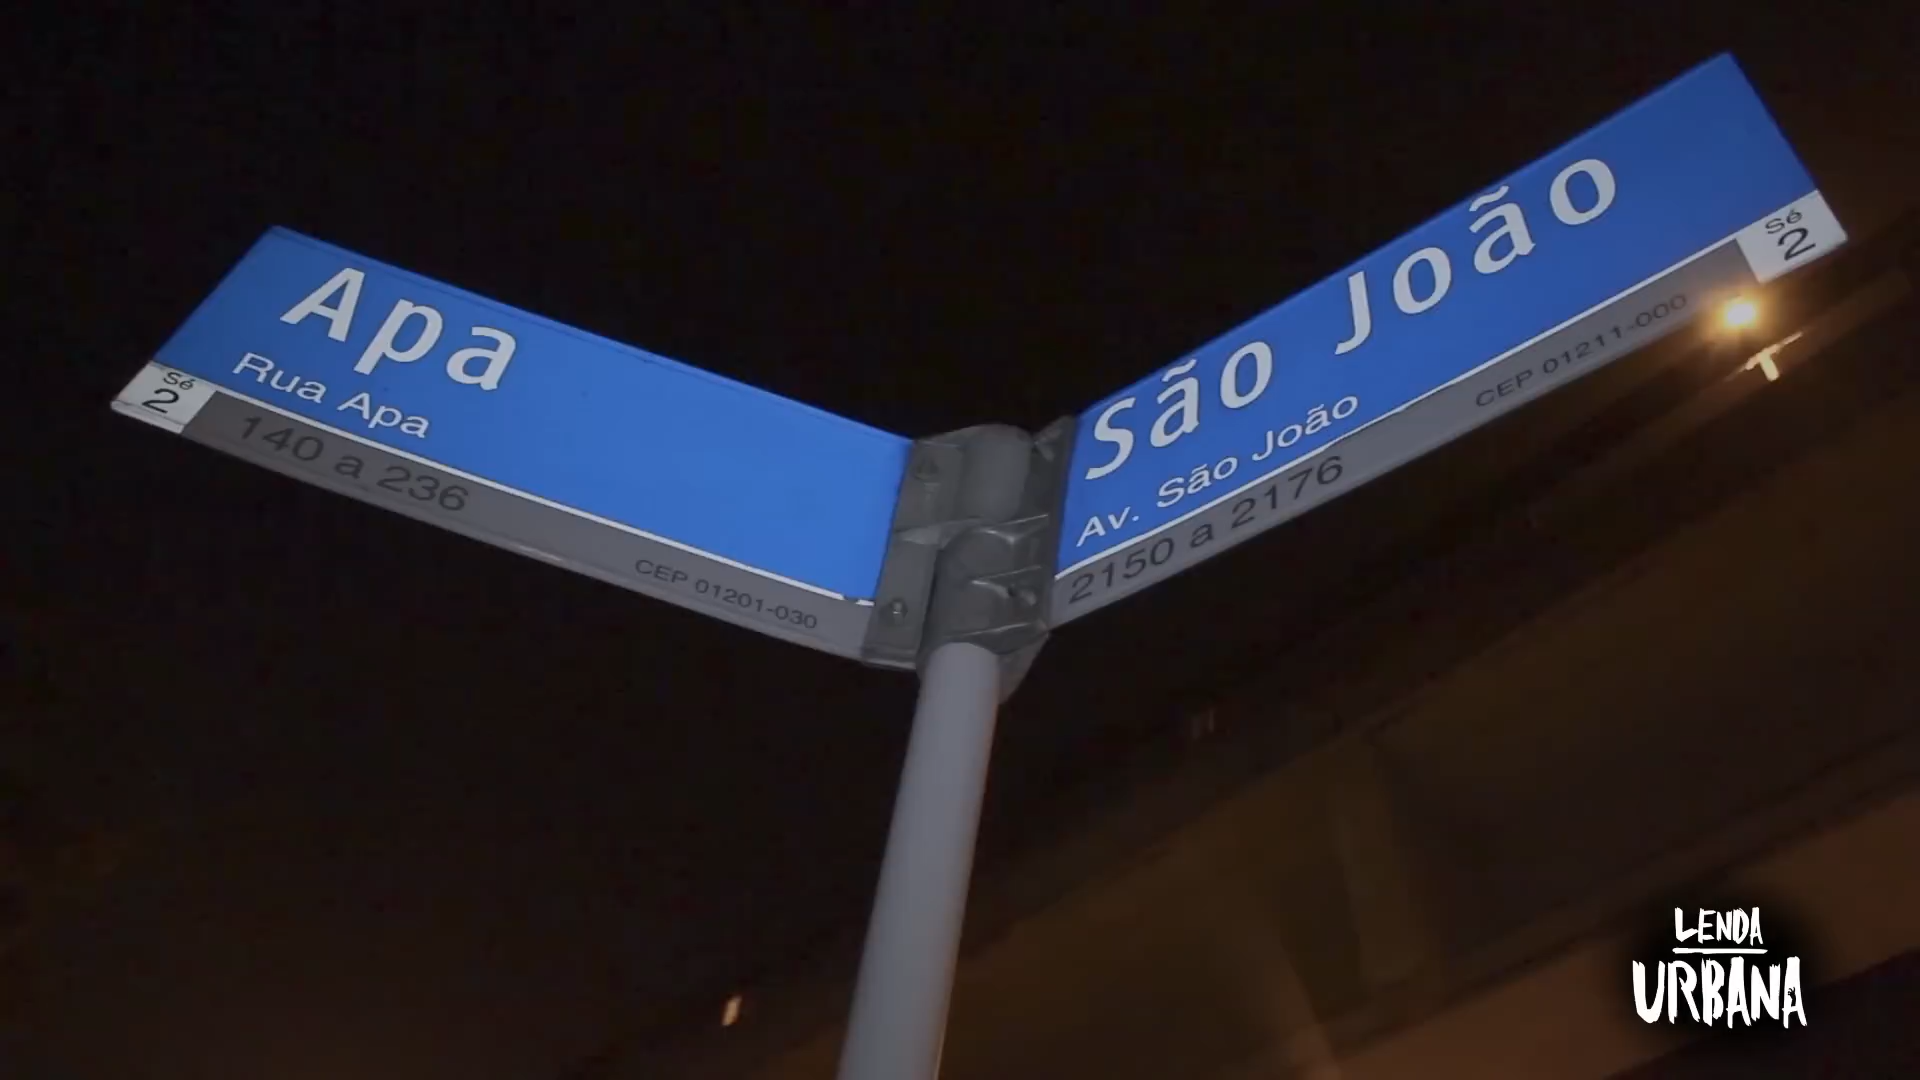 Apa
Rua Apa
Sé
2
140 a 236
CEP 01201-030
São João
Av. São João
2150 a 2176
CEP 01211-000
Sé
2
LENDA
URBANA